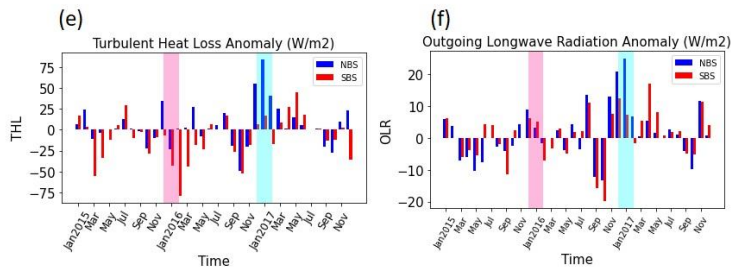 (e)
Turbulent Heat Loss Anomaly (W/m2)
THL
75
50
25
0
−25
−50
−75
NBS
SBS
Jan2015
Mar
May
Jul
Sep
Nov
Jan2016
Mar
May
Jul
Sep
Nov
Jan2017
Mar
May
Jul
Sep
Nov
Time
(f)
Outgoing Longwave Radiation Anomaly (W/m2)
OLR
20
10
0
−10
−20
NBS
SBS
Jan2015
Mar
May
Jul
Sep
Nov
Jan2016
Mar
May
Jul
Sep
Nov
Jan2017
Mar
May
Jul
Sep
Nov
Time